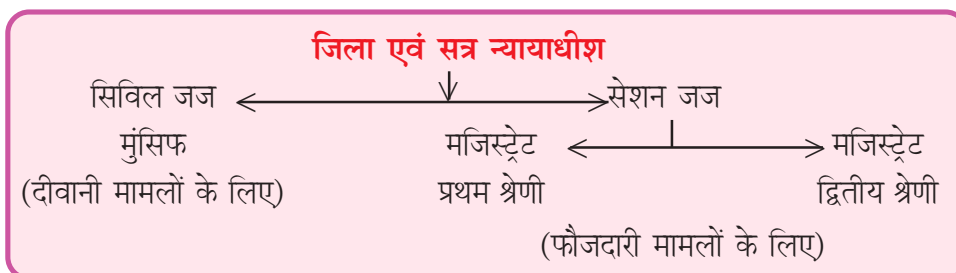 जिला एवं सत्र न्यायाधीश
सिविल जज सेशन जज
मुंसिफ मजिस्ट्रेट मजिस्ट्रेट
(दीवानी मामलों के लिए) प्रथम श्रेणी द्वितीय श्रेणी
(फौजदारी मामलों के लिए)